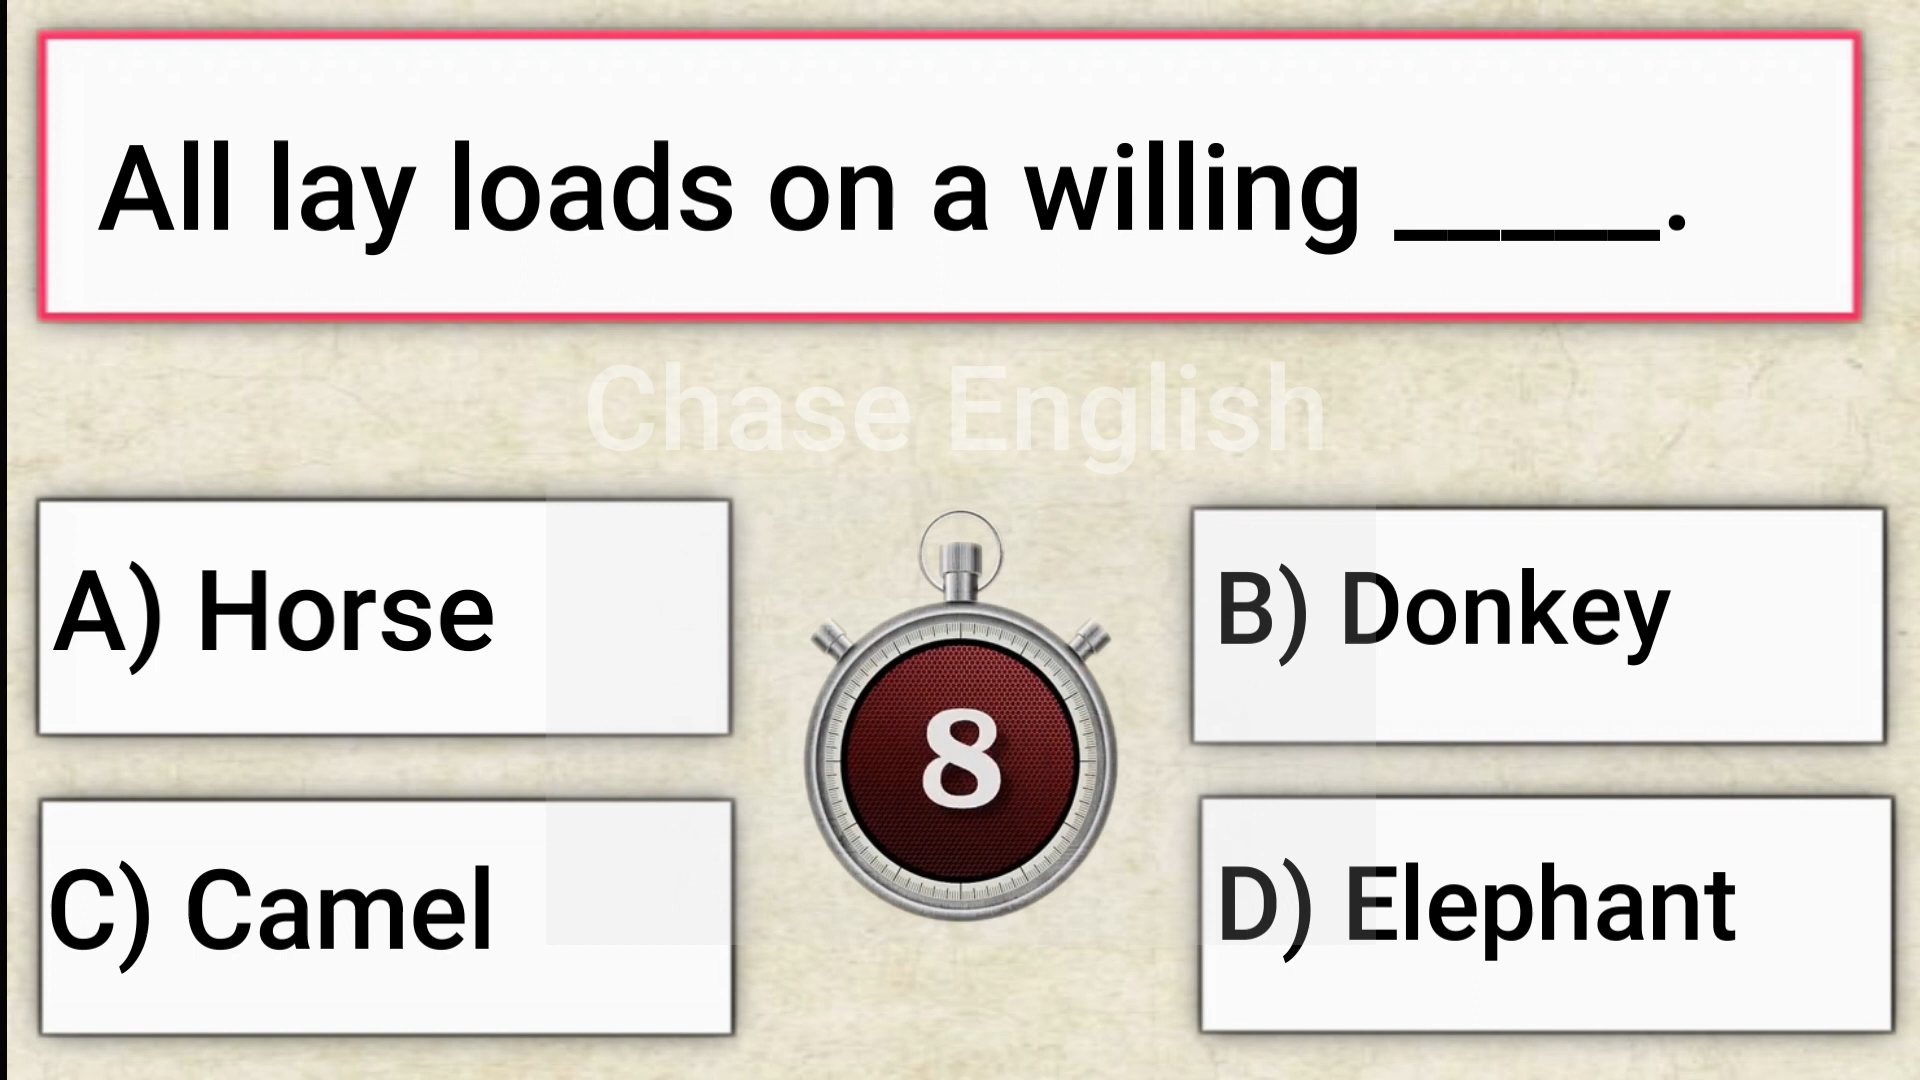 All lay loads on a willing _____.
Chase English
A) Horse
B) Donkey
8
C) Camel
D) Elephant